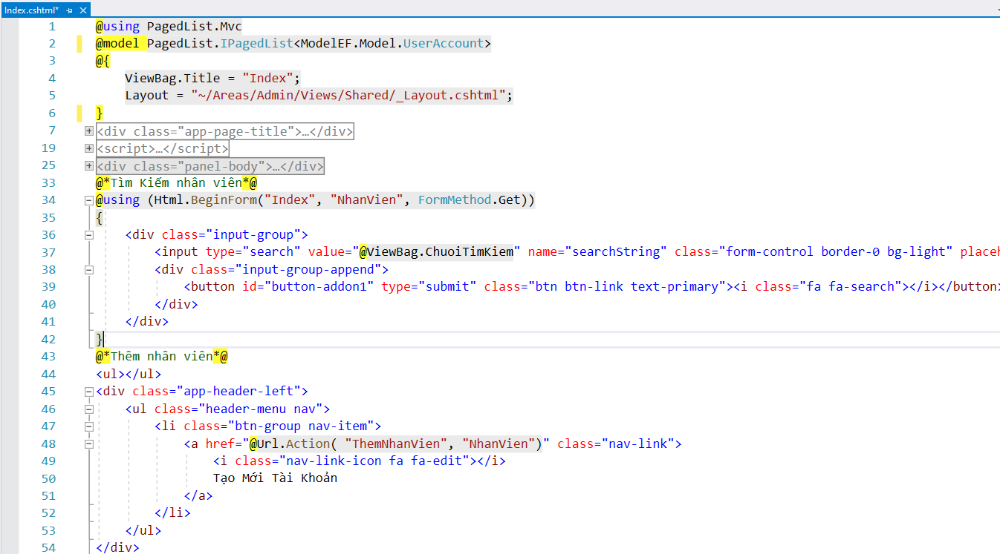 Index.cshtml*
1 @using PagedList.Mvc
2 @model PagedList.IPagedList<ModelEF.Model.UserAccount>
3 @{
4 ViewBag.Title = "Index";
5 Layout = "~/Areas/Admin/Views/Shared/_Layout.cshtml";
6 }
7 <div class="app-page-title">…</div>
19 <script>…</script>
25 <div class="panel-body">…</div>
33 @*Tìm Kiếm nhân viên*@
34 @using (Html.BeginForm("Index", "NhanVien", FormMethod.Get))
35 {
36 <div class="input-group">
37 <input type="search" value="@ViewBag.ChuoiTimKiem" name="searchString" class="form-control border-0 bg-light" placeh
38 <div class="input-group-append">
39 <button id="button-addon1" type="submit" class="btn btn-link text-primary"><i class="fa fa-search"></i></button>
40 </div>
41 </div>
42 }
43 @*Thêm nhân viên*@
44 <ul></ul>
45 <div class="app-header-left">
46 <ul class="header-menu nav">
47 <li class="btn-group nav-item">
48 <a href="@Url.Action( "ThemNhanVien", "NhanVien")" class="nav-link">
49 <i class="nav-link-icon fa fa-edit"></i>
50 Tạo Mới Tài Khoản
51 </a>
52 </li>
53 </ul>
54 </div>